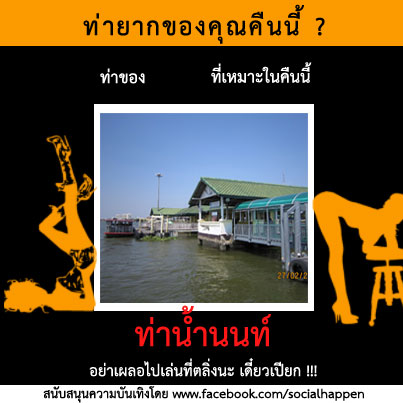 ท่ายากของคุณคืนนี้ ?
ท่าของ ที่เหมาะในคืนนี้
27/02/2
ท่าน้ำนนท์
อย่าเผลอไปเล่นที่ตลิ่งนะ เดี๋ยวเปียก !!!
สนับสนุนความบันเทิงโดย www.facebook.com/socialhappen